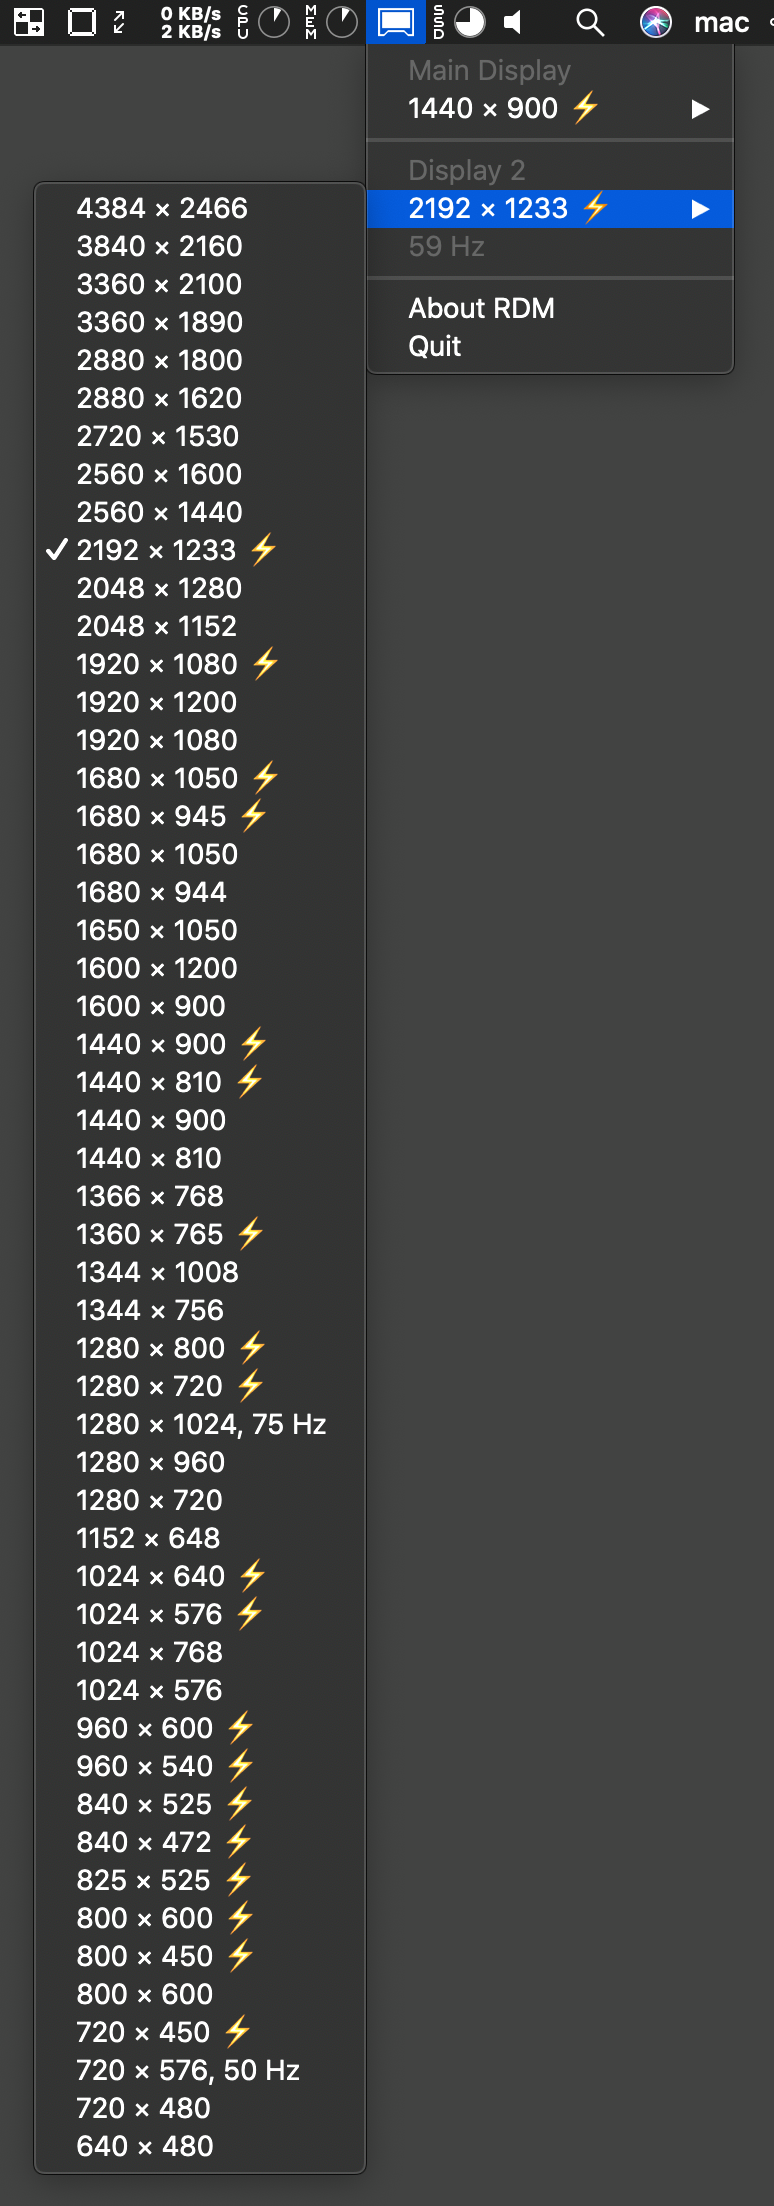 0 KB/s
2 KB/s
CPU
MEM
SSD
mac
Main Display
1440 × 900 ⚡
Display 2
2192 × 1233 ⚡
59 Hz
About RDM
Quit
4384 × 2466
3840 × 2160
3360 × 2100
3360 × 1890
2880 × 1800
2880 × 1620
2720 × 1530
2560 × 1600
2560 × 1440
✓ 2192 × 1233 ⚡
2048 × 1280
2048 × 1152
1920 × 1080 ⚡
1920 × 1200
1920 × 1080
1680 × 1050 ⚡
1680 × 945 ⚡
1680 × 1050
1680 × 944
1650 × 1050
1600 × 1200
1600 × 900
1440 × 900 ⚡
1440 × 810 ⚡
1440 × 900
1440 × 810
1366 × 768
1360 × 765 ⚡
1344 × 1008
1344 × 756
1280 × 800 ⚡
1280 × 720 ⚡
1280 × 1024, 75 Hz
1280 × 960
1280 × 720
1152 × 648
1024 × 640 ⚡
1024 × 576 ⚡
1024 × 768
1024 × 576
960 × 600 ⚡
960 × 540 ⚡
840 × 525 ⚡
840 × 472 ⚡
825 × 525 ⚡
800 × 600 ⚡
800 × 450 ⚡
800 × 600
720 × 450 ⚡
720 × 576, 50 Hz
720 × 480
640 × 480